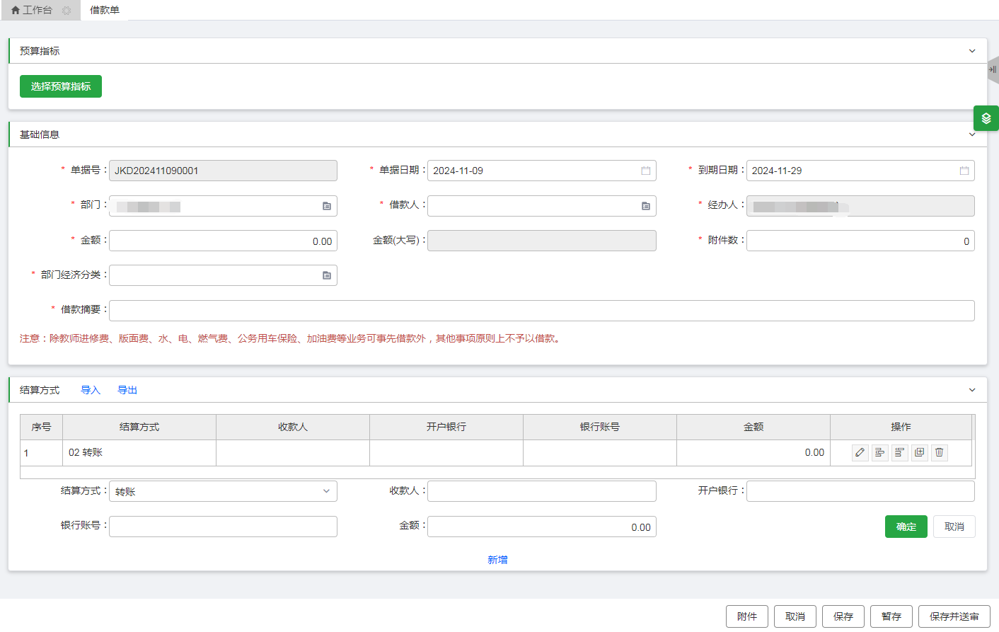 工作台 借款单
预算指标
选择预算指标
基础信息
* 单据号： JKD202411090001 * 单据日期： 2024-11-09 * 到期日期： 2024-11-29
* 部门： * 借款人： * 经办人：
* 金额： 0.00 金额(大写)： * 附件数： 0
* 部门经济分类：
* 借款摘要：
注意：除教师进修费、版面费、水、电、燃气费、公务用车保险、加油费等业务可事先借款外，其他事项原则上不予以借款。
结算方式 导入 导出
序号 结算方式 收款人 开户银行 银行账号 金额 操作
1 02 转账 0.00
结算方式： 转账 收款人： 开户银行：
银行账号： 金额： 0.00 确定 取消
新增
附件 取消 保存 暂存 保存并送审